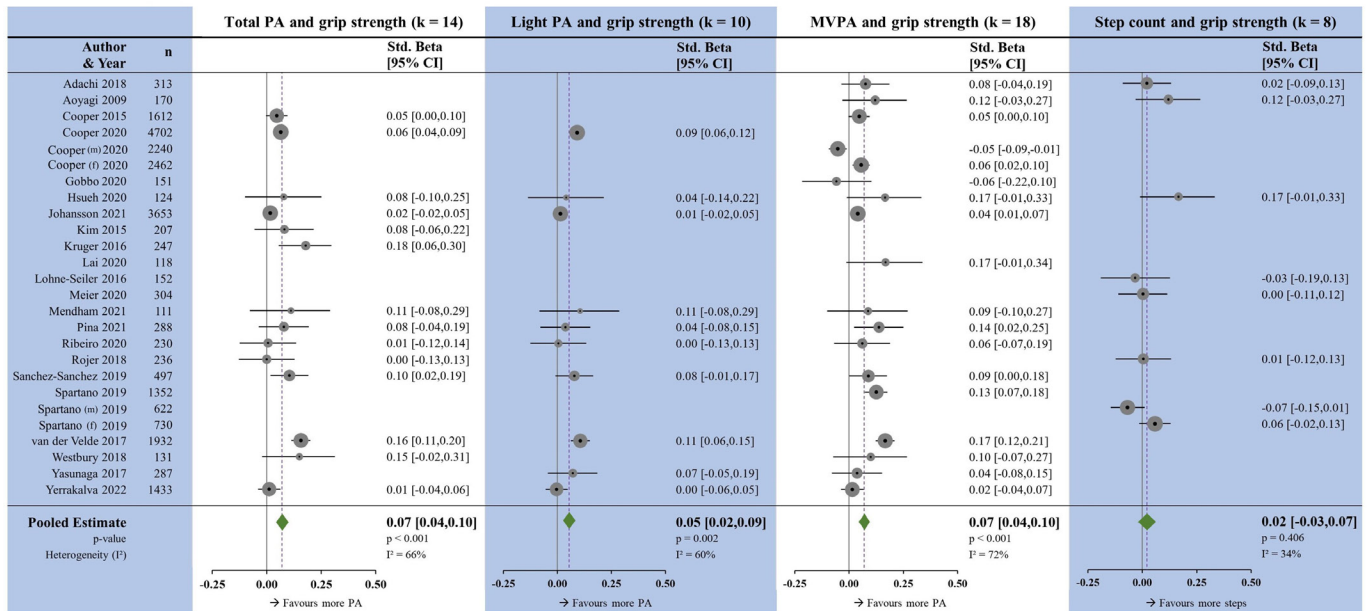 Total PA and grip strength (k = 14) Light PA and grip strength (k = 10) MVPA and grip strength (k = 18) Step count and grip strength (k = 8)
Author & Year n Std. Beta [95% CI] Std. Beta [95% CI] Std. Beta [95% CI] Std. Beta [95% CI]
Adachi 2018 313 0.08 [-0.04,0.19] 0.02 [-0.09,0.13]
Aoyagi 2009 170 0.12 [-0.03,0.27] 0.12 [-0.03,0.27]
Cooper 2015 1612 0.05 [0.00,0.10] 0.05 [0.00,0.10]
Cooper 2020 4702 0.06 [0.04,0.09] 0.09 [0.06,0.12]
Cooper (m) 2020 2240 -0.05 [-0.09,-0.01]
Cooper (f) 2020 2462 0.06 [0.02,0.10]
Gobbo 2020 151 -0.06 [-0.22,0.10]
Hsueh 2020 124 0.08 [-0.10,0.25] 0.04 [-0.14,0.22] 0.17 [-0.01,0.33] 0.17 [-0.01,0.33]
Johansson 2021 3653 0.02 [-0.02,0.05] 0.01 [-0.02,0.05] 0.04 [0.01,0.07]
Kim 2015 207 0.08 [-0.06,0.22]
Kruger 2016 247 0.18 [0.06,0.30]
Lai 2020 118 0.17 [-0.01,0.34]
Lohne-Seiler 2016 152 -0.03 [-0.19,0.13]
Meier 2020 304 0.00 [-0.11,0.12]
Mendham 2021 111 0.11 [-0.08,0.29] 0.11 [-0.08,0.29] 0.09 [-0.10,0.27]
Pina 2021 288 0.08 [-0.04,0.19] 0.04 [-0.08,0.15] 0.14 [0.02,0.25]
Ribeiro 2020 230 0.01 [-0.12,0.14] 0.00 [-0.13,0.13] 0.06 [-0.07,0.19]
Rojer 2018 236 0.00 [-0.13,0.13] 0.01 [-0.12,0.13]
Sanchez-Sanchez 2019 497 0.10 [0.02,0.19] 0.08 [-0.01,0.17] 0.09 [0.00,0.18]
Spartano 2019 1352 0.13 [0.07,0.18]
Spartano (m) 2019 622 -0.07 [-0.15,0.01]
Spartano (f) 2019 730 0.06 [-0.02,0.13]
van der Velde 2017 1932 0.16 [0.11,0.20] 0.11 [0.06,0.15] 0.17 [0.12,0.21]
Westbury 2018 131 0.15 [-0.02,0.31] 0.10 [-0.07,0.27]
Yasunaga 2017 287 0.07 [-0.05,0.19] 0.04 [-0.08,0.15]
Yerrakalva 2022 1433 0.01 [-0.04,0.06] 0.00 [-0.06,0.05] 0.02 [-0.04,0.07]
Pooled Estimate 0.07 [0.04,0.10] 0.05 [0.02,0.09] 0.07 [0.04,0.10] 0.02 [-0.03,0.07]
p-value p < 0.001 p = 0.002 p < 0.001 p = 0.406
Heterogeneity (I²) I² = 66% I² = 60% I² = 72% I² = 34%
-0.25 0.00 0.25 0.50 -0.25 0.00 0.25 0.50 -0.25 0.00 0.25 0.50 -0.25 0.00 0.25 0.50
→ Favours more PA → Favours more PA → Favours more PA → Favours more steps